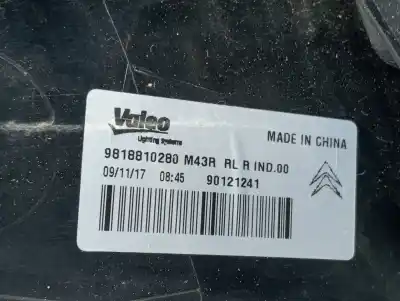 Valeo
Lighting Systems
MADE IN CHINA
9818810280 M43R RL R IND.00
09/11/17 08:45 90121241